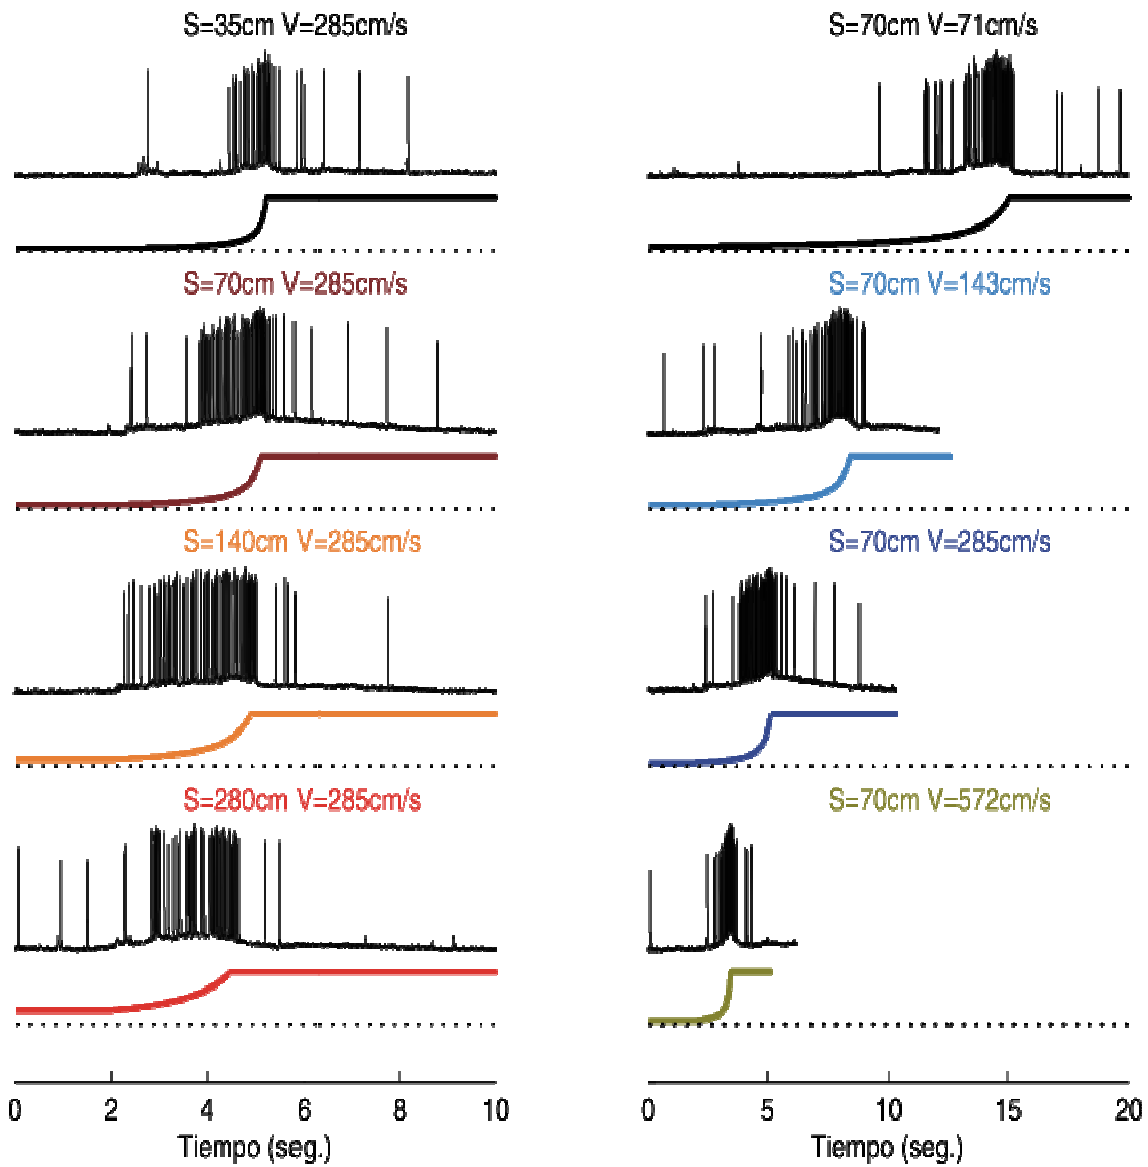 S=35cm V=285cm/s
S=70cm V=285cm/s
S=140cm V=285cm/s
S=280cm V=285cm/s
0 2 4 6 8 10
Tiempo (seg.)
S=70cm V=71cm/s
S=70cm V=143cm/s
S=70cm V=285cm/s
S=70cm V=572cm/s
0 5 10 15 20
Tiempo (seg.)